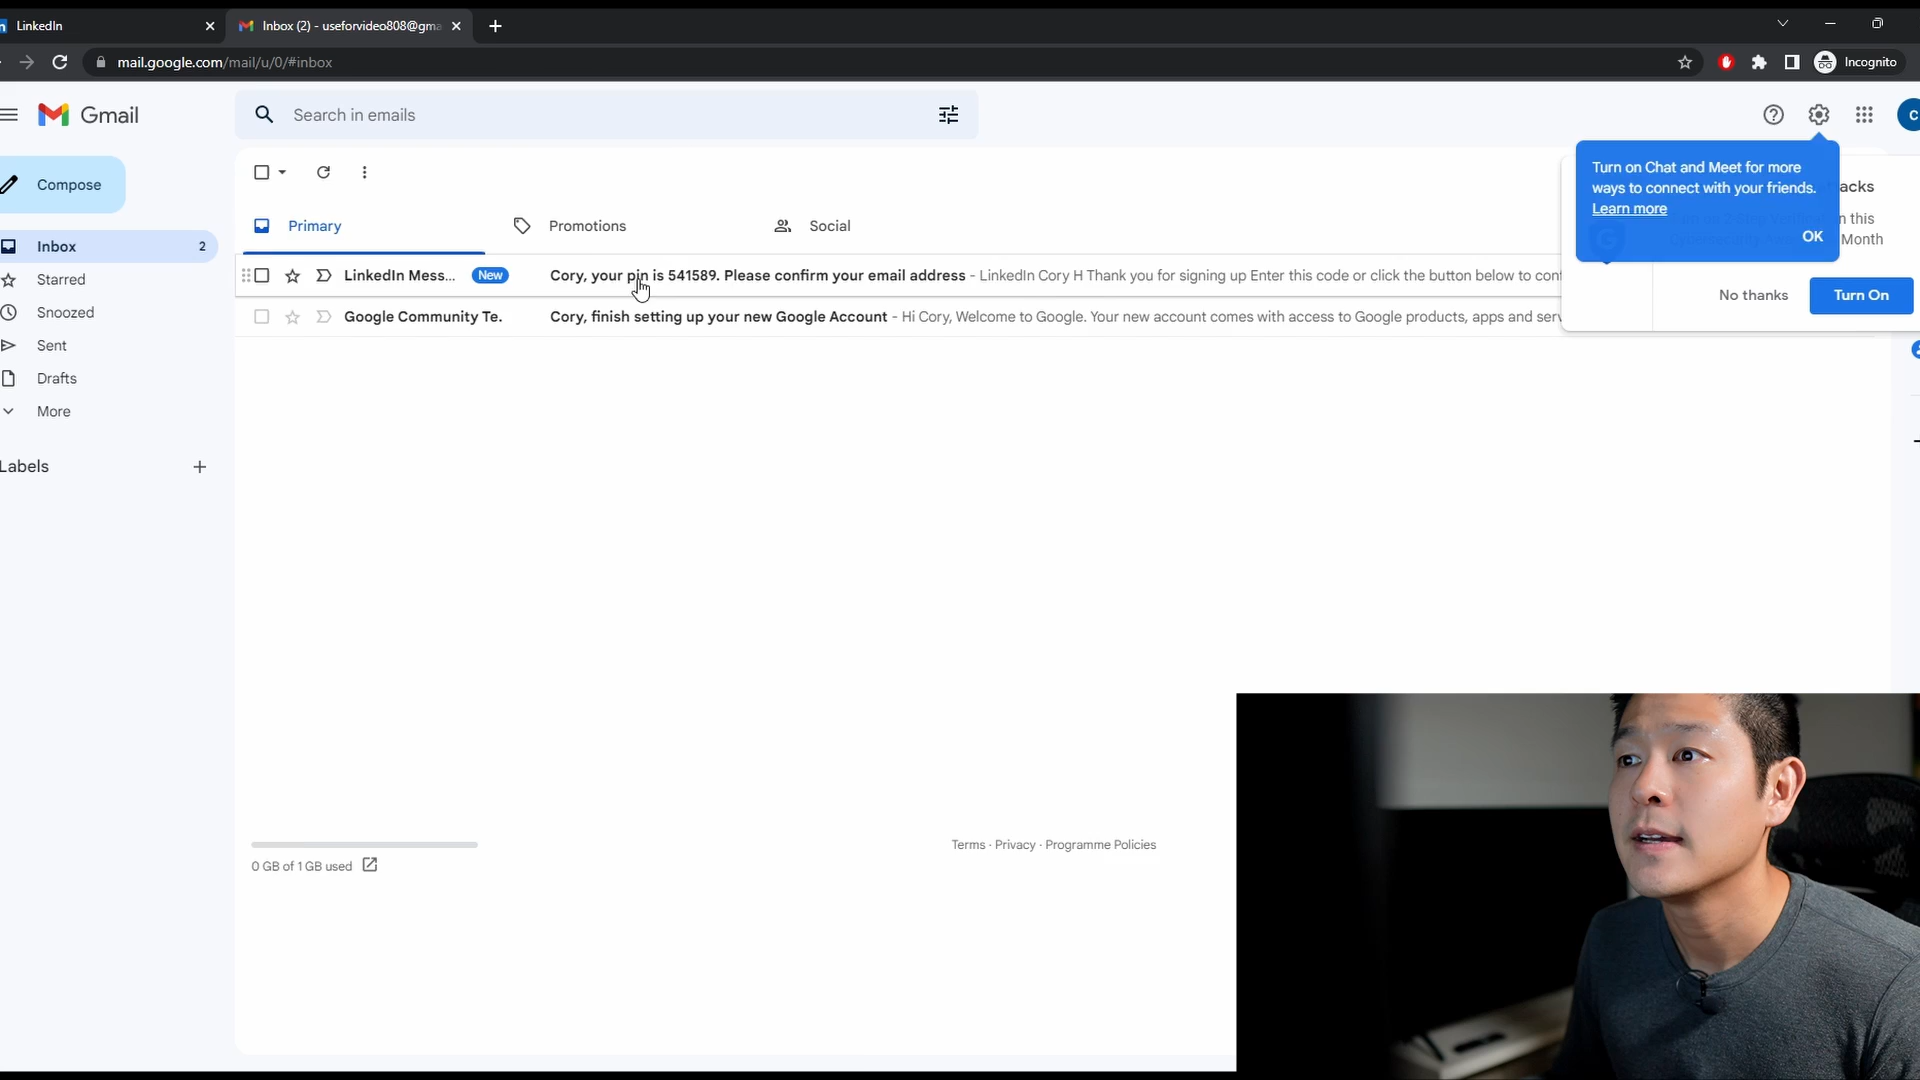 LinkedIn
Inbox (2) - useforvideo808@gma
mail.google.com/mail/u/0/#inbox
Incognito
Gmail
Search in emails
C
Compose
Turn on Chat and Meet for more
ways to connect with your friends.
Learn more
OK
acks
n this
Month
No thanks
Turn On
Primary
Promotions
Social
Inbox 2
Starred
Snoozed
Sent
Drafts
More
Labels
LinkedIn Mess... New Cory, your pin is 541589. Please confirm your email address - LinkedIn Cory H Thank you for signing up Enter this code or click the button below to con
Google Community Te. Cory, finish setting up your new Google Account - Hi Cory, Welcome to Google. Your new account comes with access to Google products, apps and serv
0 GB of 1 GB used
Terms · Privacy · Programme Policies